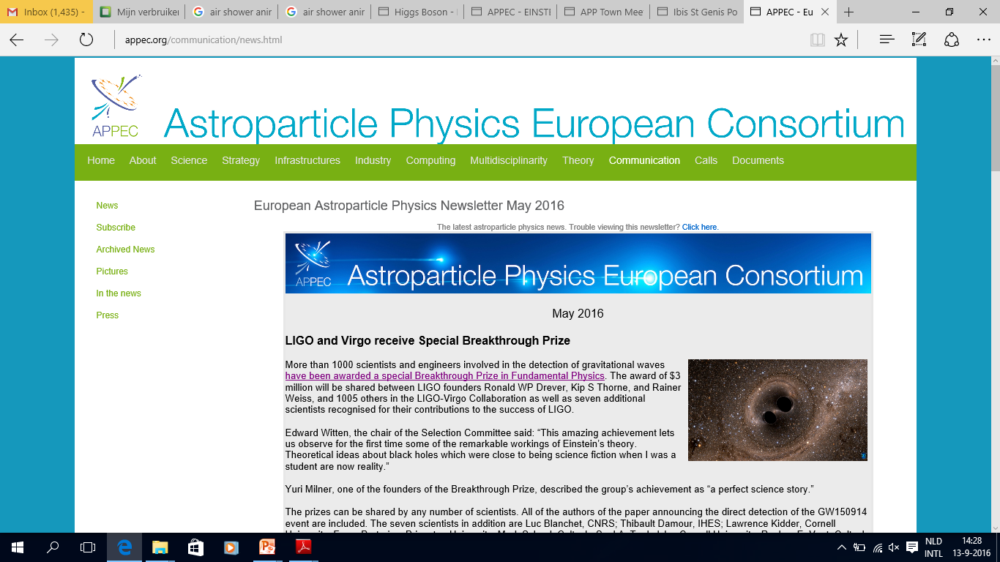 Inbox (1,435) -
Mijn verbruiker
air shower anir
air shower anir
Higgs Boson -
APPEC - EINSTE
APP Town Mee
Ibis St Genis Po
APPEC - Eu
appec.org/communication/news.html
APPEC
Astroparticle Physics European Consortium
Home About Science Strategy Infrastructures Industry Computing Multidisciplinarity Theory Communication Calls Documents
News
Subscribe
Archived News
Pictures
In the news
Press
European Astroparticle Physics Newsletter May 2016
The latest astroparticle physics news. Trouble viewing this newsletter? Click here.
APPEC
Astroparticle Physics European Consortium
May 2016
LIGO and Virgo receive Special Breakthrough Prize
More than 1000 scientists and engineers involved in the detection of gravitational waves
have been awarded a special Breakthrough Prize in Fundamental Physics. The award of $3
million will be shared between LIGO founders Ronald WP Drever, Kip S Thorne, and Rainer
Weiss, and 1005 others in the LIGO-Virgo Collaboration as well as seven additional
scientists recognised for their contributions to the success of LIGO.
Edward Witten, the chair of the Selection Committee said: “This amazing achievement lets
us observe for the first time some of the remarkable workings of Einstein’s theory.
Theoretical ideas about black holes which were close to being science fiction when I was a
student are now reality.”
Yuri Milner, one of the founders of the Breakthrough Prize, described the group’s achievement as “a perfect science story.”
The prizes can be shared by any number of scientists. All of the authors of the paper announcing the direct detection of the GW150914
event are included. The seven scientists in addition are Luc Blanchet, CNRS; Thibault Damour, IHES; Lawrence Kidder, Cornell
NLD
INTL
14:28
13-9-2016